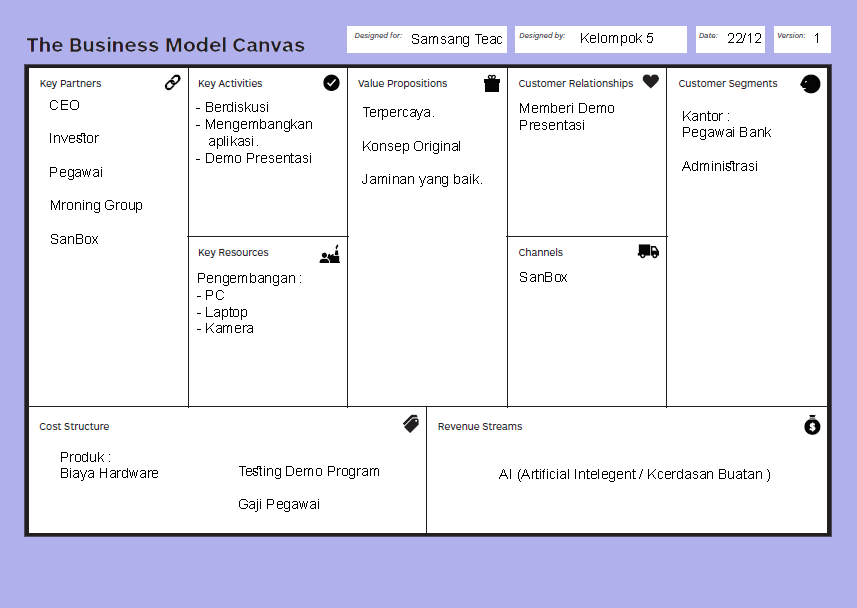 The Business Model Canvas
Designed for:
Samsang Teac
Designed by:
Kelompok 5
Date:
22/12
Version:
1
Key Partners
CEO
Investor
Pegawai
Mroning Group
SanBox
Key Activities
- Berdiskusi
- Mengembangkan
aplikasi.
- Demo Presentasi
Key Resources
Pengembangan :
- PC
- Laptop
- Kamera
Value Propositions
Terpercaya.
Konsep Original
Jaminan yang baik.
Customer Relationships
Memberi Demo
Presentasi
Channels
SanBox
Customer Segments
Kantor :
Pegawai Bank
Administrasi
Cost Structure
Produk :
Biaya Hardware
Testing Demo Program
Gaji Pegawai
Revenue Streams
AI (Artificial Intelegent / Kcerdasan Buatan )